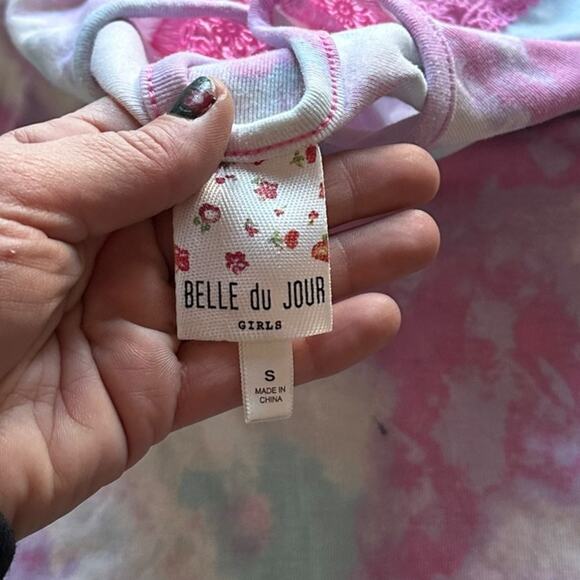 BELLE du JOUR
GIRLS
S
MADE IN
CHINA